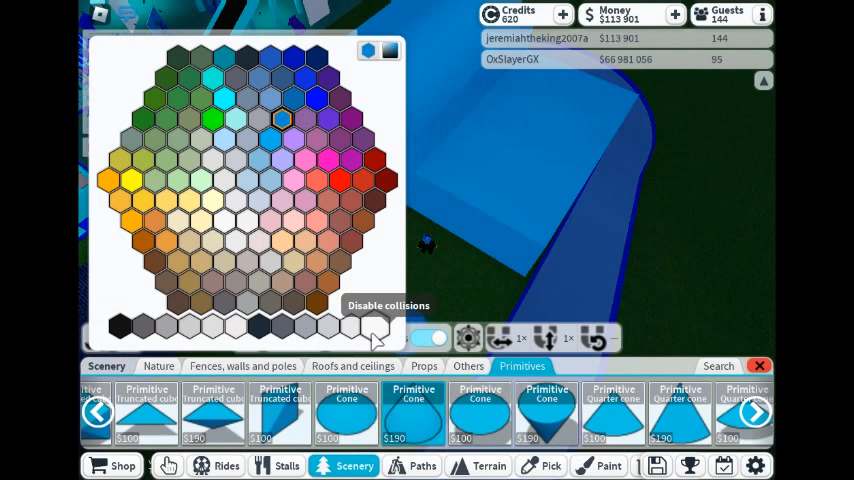 Credits
620
Money
$113 901
Guests
144
jeremiahtheking2007a $113 901 144
OxSlayerGX $66 981 056 95
Disable collisions
s
1×
1×
Scenery
Nature
Fences, walls and poles
Roofs and ceilings
Props
Others
Primitives
Search
Primitive
Truncated cube
$100
Primitive
Truncated cube
$190
Primitive
Truncated cube
$100
Primitive
Cone
$100
Primitive
Cone
$190
Primitive
Cone
$100
Primitive
Cone
$190
Primitive
Quarter cone
$100
Primitive
Quarter cone
$190
Primitive
Quarter cone
$100
Shop
Rides
Stalls
Scenery
Paths
Terrain
Pick
Paint